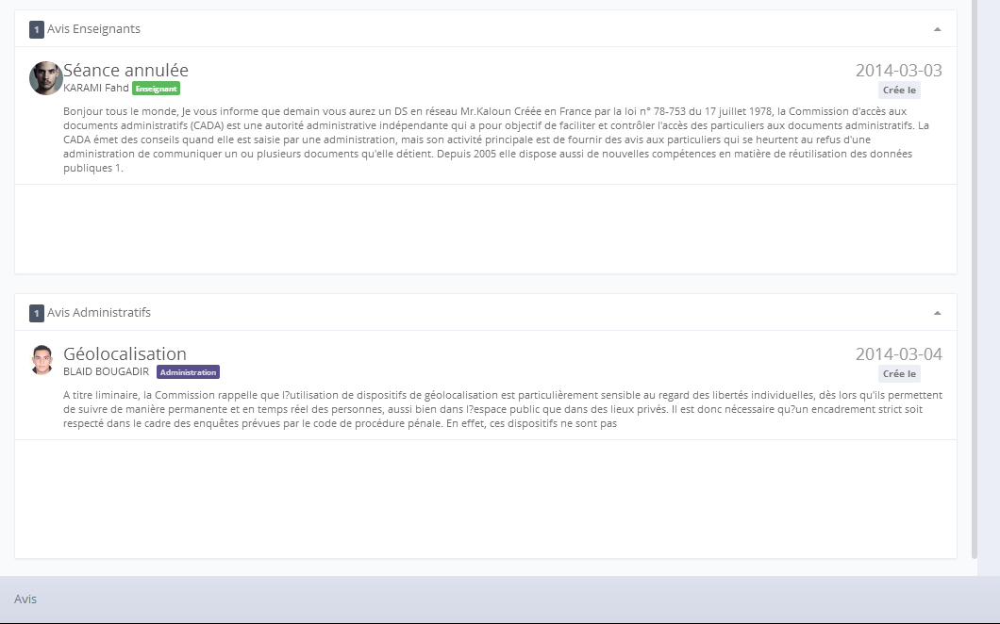 1 Avis Enseignants
Séance annulée
2014-03-03
KARAMI Fahd Enseignant
Crée le
Bonjour tous le monde, Je vous informe que demain vous aurez un DS en réseau Mr.Kaloun Créée en France par la loi n° 78-753 du 17 juillet 1978, la Commission d'accès aux
documents administratifs (CADA) est une autorité administrative indépendante qui a pour objectif de faciliter et contrôler l'accès des particuliers aux documents administratifs. La
CADA émet des conseils quand elle est saisie par une administration, mais son activité principale est de fournir des avis aux particuliers qui se heurtent au refus d'une
administration de communiquer un ou plusieurs documents qu'elle détient. Depuis 2005 elle dispose aussi de nouvelles compétences en matière de réutilisation des données
publiques 1.
1 Avis Administratifs
Géolocalisation
2014-03-04
BLAID BOUGADIR Administration
Crée le
A titre liminaire, la Commission rappelle que l?utilisation de dispositifs de géolocalisation est particulièrement sensible au regard des libertés individuelles, dès lors qu'ils permettent
de suivre de manière permanente et en temps réel des personnes, aussi bien dans l?espace public que dans des lieux privés. Il est donc nécessaire qu?un encadrement strict soit
respecté dans le cadre des enquêtes prévues par le code de procédure pénale. En effet, ces dispositifs ne sont pas
Avis